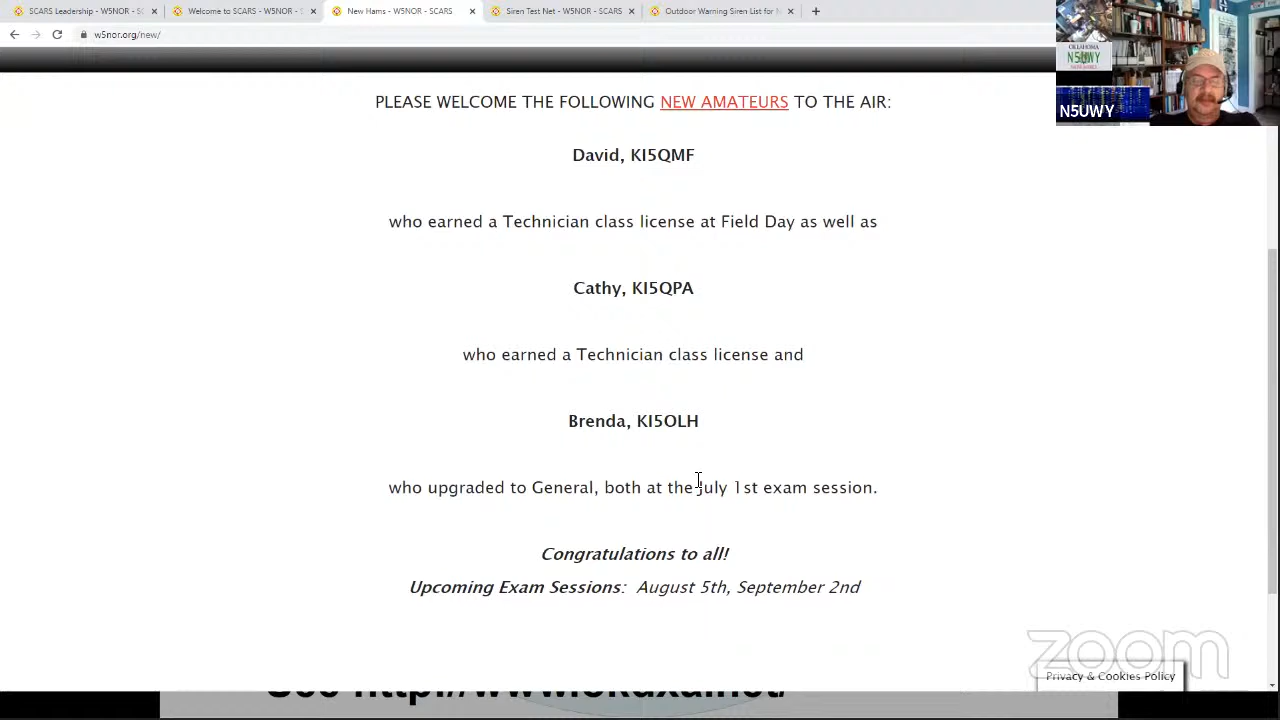 SCARS Leadership - W5NOR - SCARS
Welcome to SCARS - W5NOR - S
New Hams - W5NOR - SCARS
Siren Test Net - W5NOR - SCARS
Outdoor Warning Siren List for N
w5nor.org/new/
OKLAHOMA
N5UWY
N5UWY
PLEASE WELCOME THE FOLLOWING NEW AMATEURS TO THE AIR:
David, KI5QMF
who earned a Technician class license at Field Day as well as
Cathy, KI5QPA
who earned a Technician class license and
Brenda, KI5OLH
who upgraded to General, both at the July 1st exam session.
Congratulations to all!
Upcoming Exam Sessions: August 5th, September 2nd
zoom
Privacy & Cookies Policy